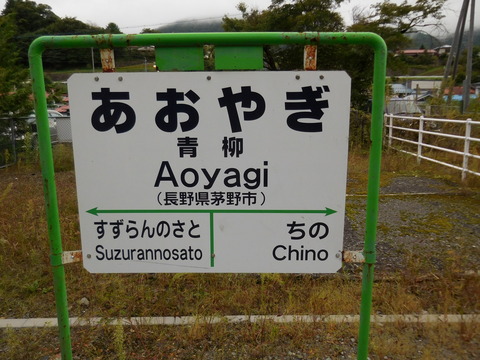 あおやぎ
青柳
Aoyagi
(長野県茅野市)
すずらんのさと ちの
Suzurannosato Chino